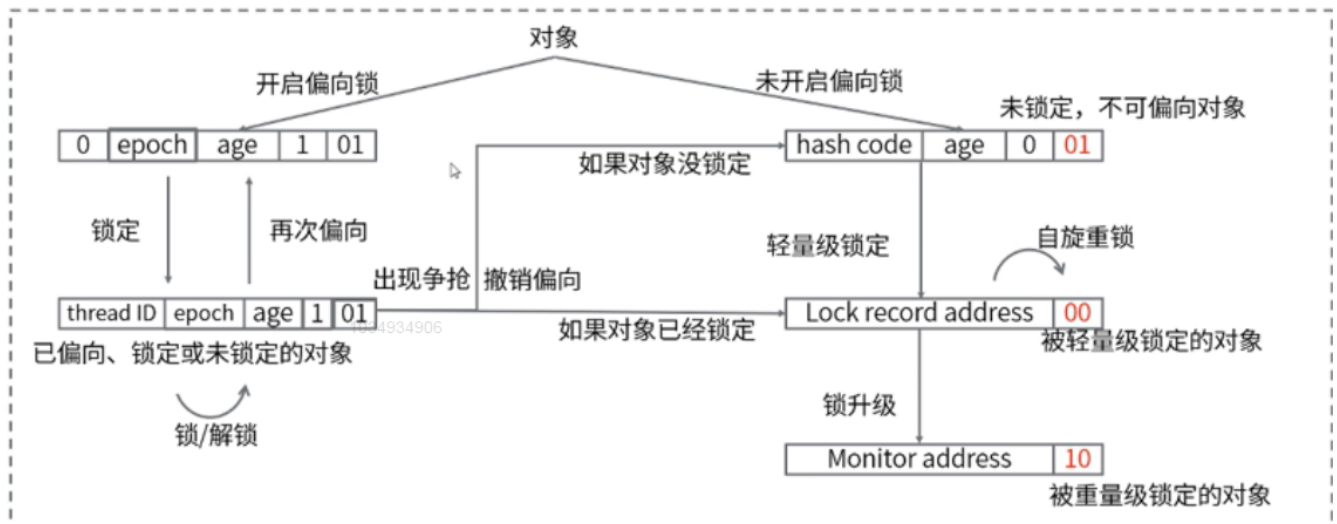 对象
开启偏向锁
未开启偏向锁
未锁定，不可偏向对象
0 epoch age 1 01
hash code age 0 01
如果对象没锁定
锁定
再次偏向
轻量级锁定
自旋重锁
出现争抢
撤销偏向
thread ID epoch age 1 01
Lock record address 00
如果对象已经锁定
被轻量级锁定的对象
已偏向、锁定或未锁定的对象
锁升级
锁/解锁
Monitor address 10
被重量级锁定的对象